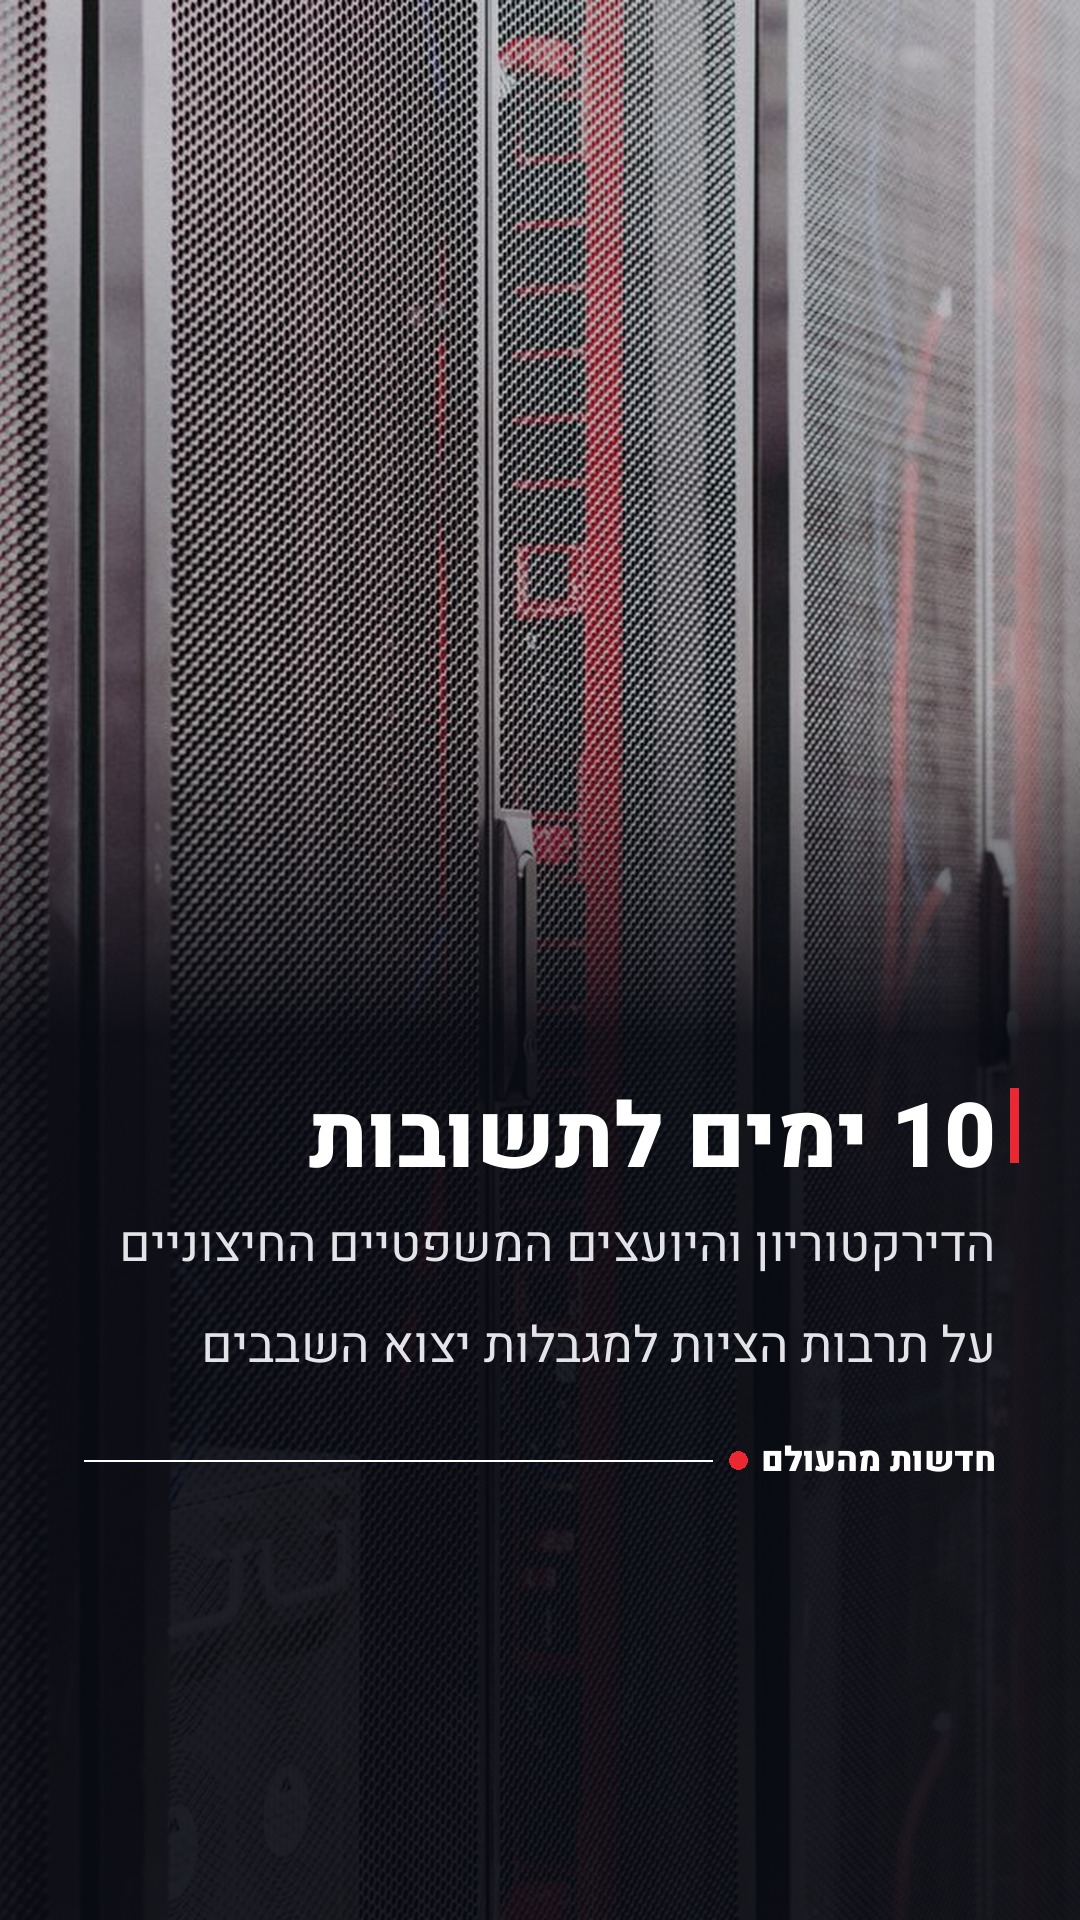 10 ימים לתשובות
הדירקטוריון והיועצים המשפטיים החיצוניים
על תרבות הציות למגבלות יצוא השבבים
חדשות מהעולם